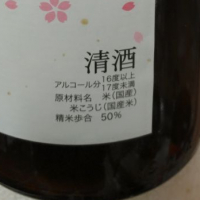 清酒
アルコール分 16度以上
17度未満
原材料名 米(国産)
米こうじ(国産米)
精米歩合 50%